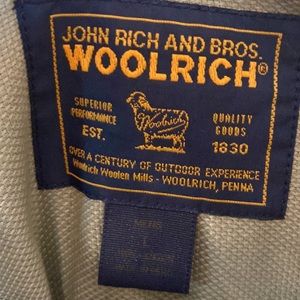 JOHN RICH AND BROS.
WOOLRICH®
SUPERIOR
PERFORMANCE
EST.
Woolrich
QUALITY
GOODS
1830
OVER A CENTURY OF OUTDOOR EXPERIENCE
Woolrich Woolen Mills - WOOLRICH, PENNA